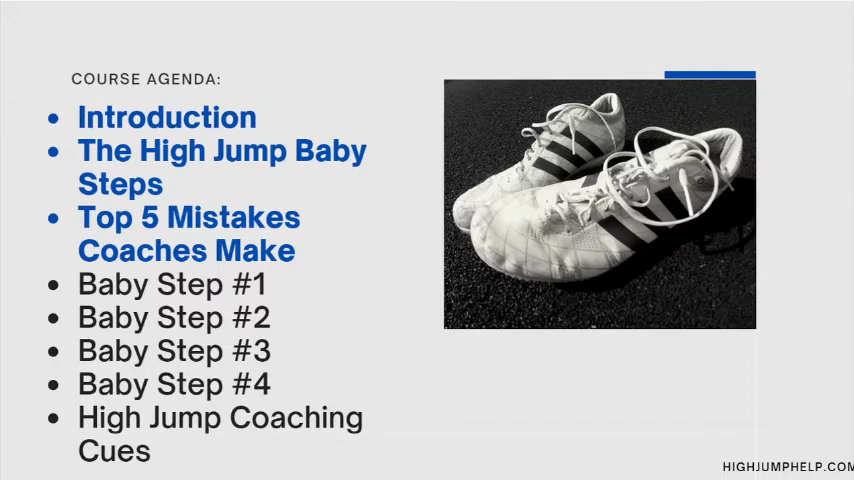 COURSE AGENDA:
• Introduction
• The High Jump Baby
Steps
• Top 5 Mistakes
Coaches Make
• Baby Step #1
• Baby Step #2
• Baby Step #3
• Baby Step #4
• High Jump Coaching
Cues
HIGHJUMPHELP.COM